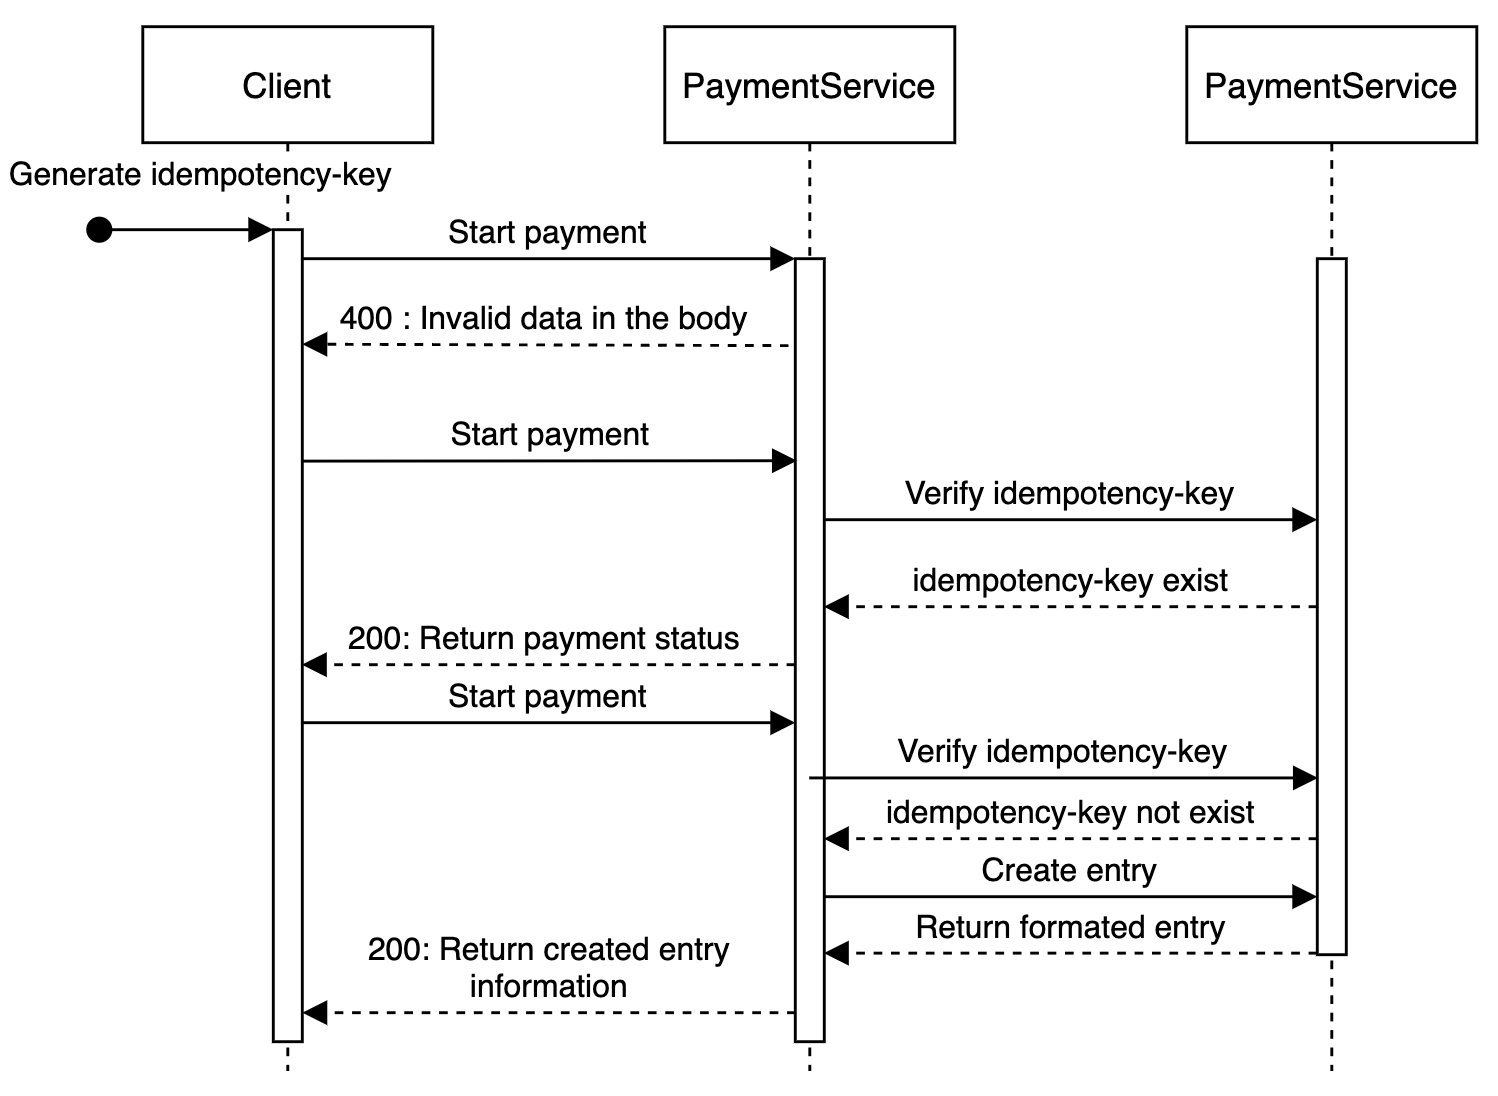 Client
PaymentService
PaymentService
Generate idempotency-key
Start payment
400 : Invalid data in the body
Start payment
Verify idempotency-key
idempotency-key exist
200: Return payment status
Start payment
Verify idempotency-key
idempotency-key not exist
Create entry
Return formated entry
200: Return created entry
information